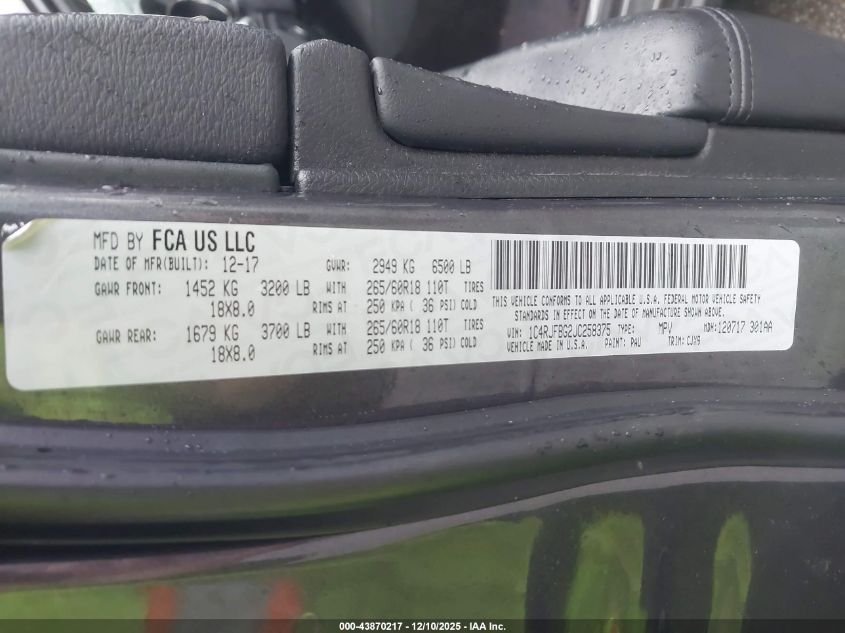 MFD BY FCA US LLC
DATE OF MFR(BUILT): 12-17 GVWR: 2949 KG 6500 LB
GAWR FRONT: 1452 KG 3200 LB WITH 265/60R18 110T TIRES
18X8.0 RIMS AT 250 KPA ( 36 PSI) COLD
GAWR REAR: 1679 KG 3700 LB WITH 265/60R18 110T TIRES
18X8.0 RIMS AT 250 KPA ( 36 PSI) COLD
THIS VEHICLE CONFORMS TO ALL APPLICABLE U.S.A. FEDERAL MOTOR VEHICLE SAFETY
STANDARDS IN EFFECT ON THE DATE OF MANUFACTURE SHOWN ABOVE.
VIN: 1C4RJFBG2JC258375 TYPE: MPV MDH: 120717 301AA
VEHICLE MADE IN U.S.A. PAINT: PAU TRIM: CJX9
000-43870217 - 12/10/2025 - IAA Inc.